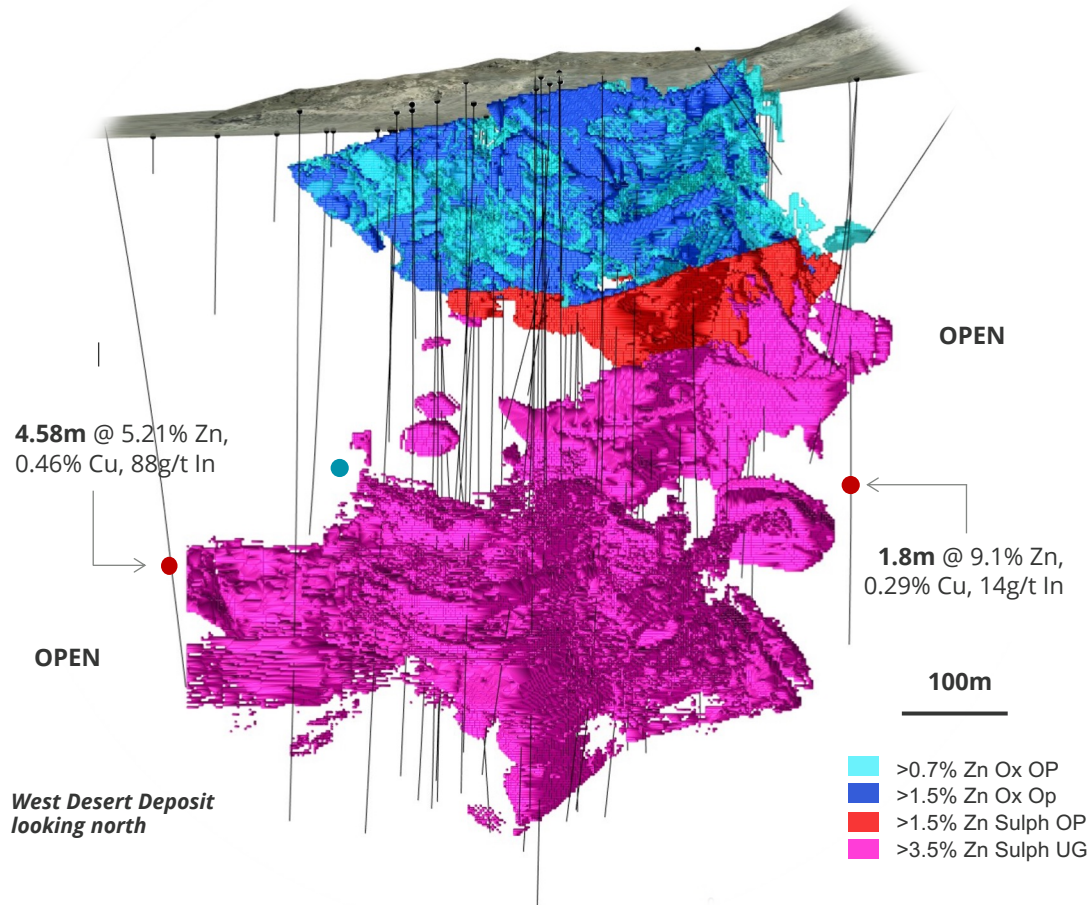 OPEN
4.58m @ 5.21% Zn,
0.46% Cu, 88g/t In
1.8m @ 9.1% Zn,
0.29% Cu, 14g/t In
OPEN
100m
>0.7% Zn Ox OP
>1.5% Zn Ox Op
>1.5% Zn Sulph OP
>3.5% Zn Sulph UG
West Desert Deposit
looking north